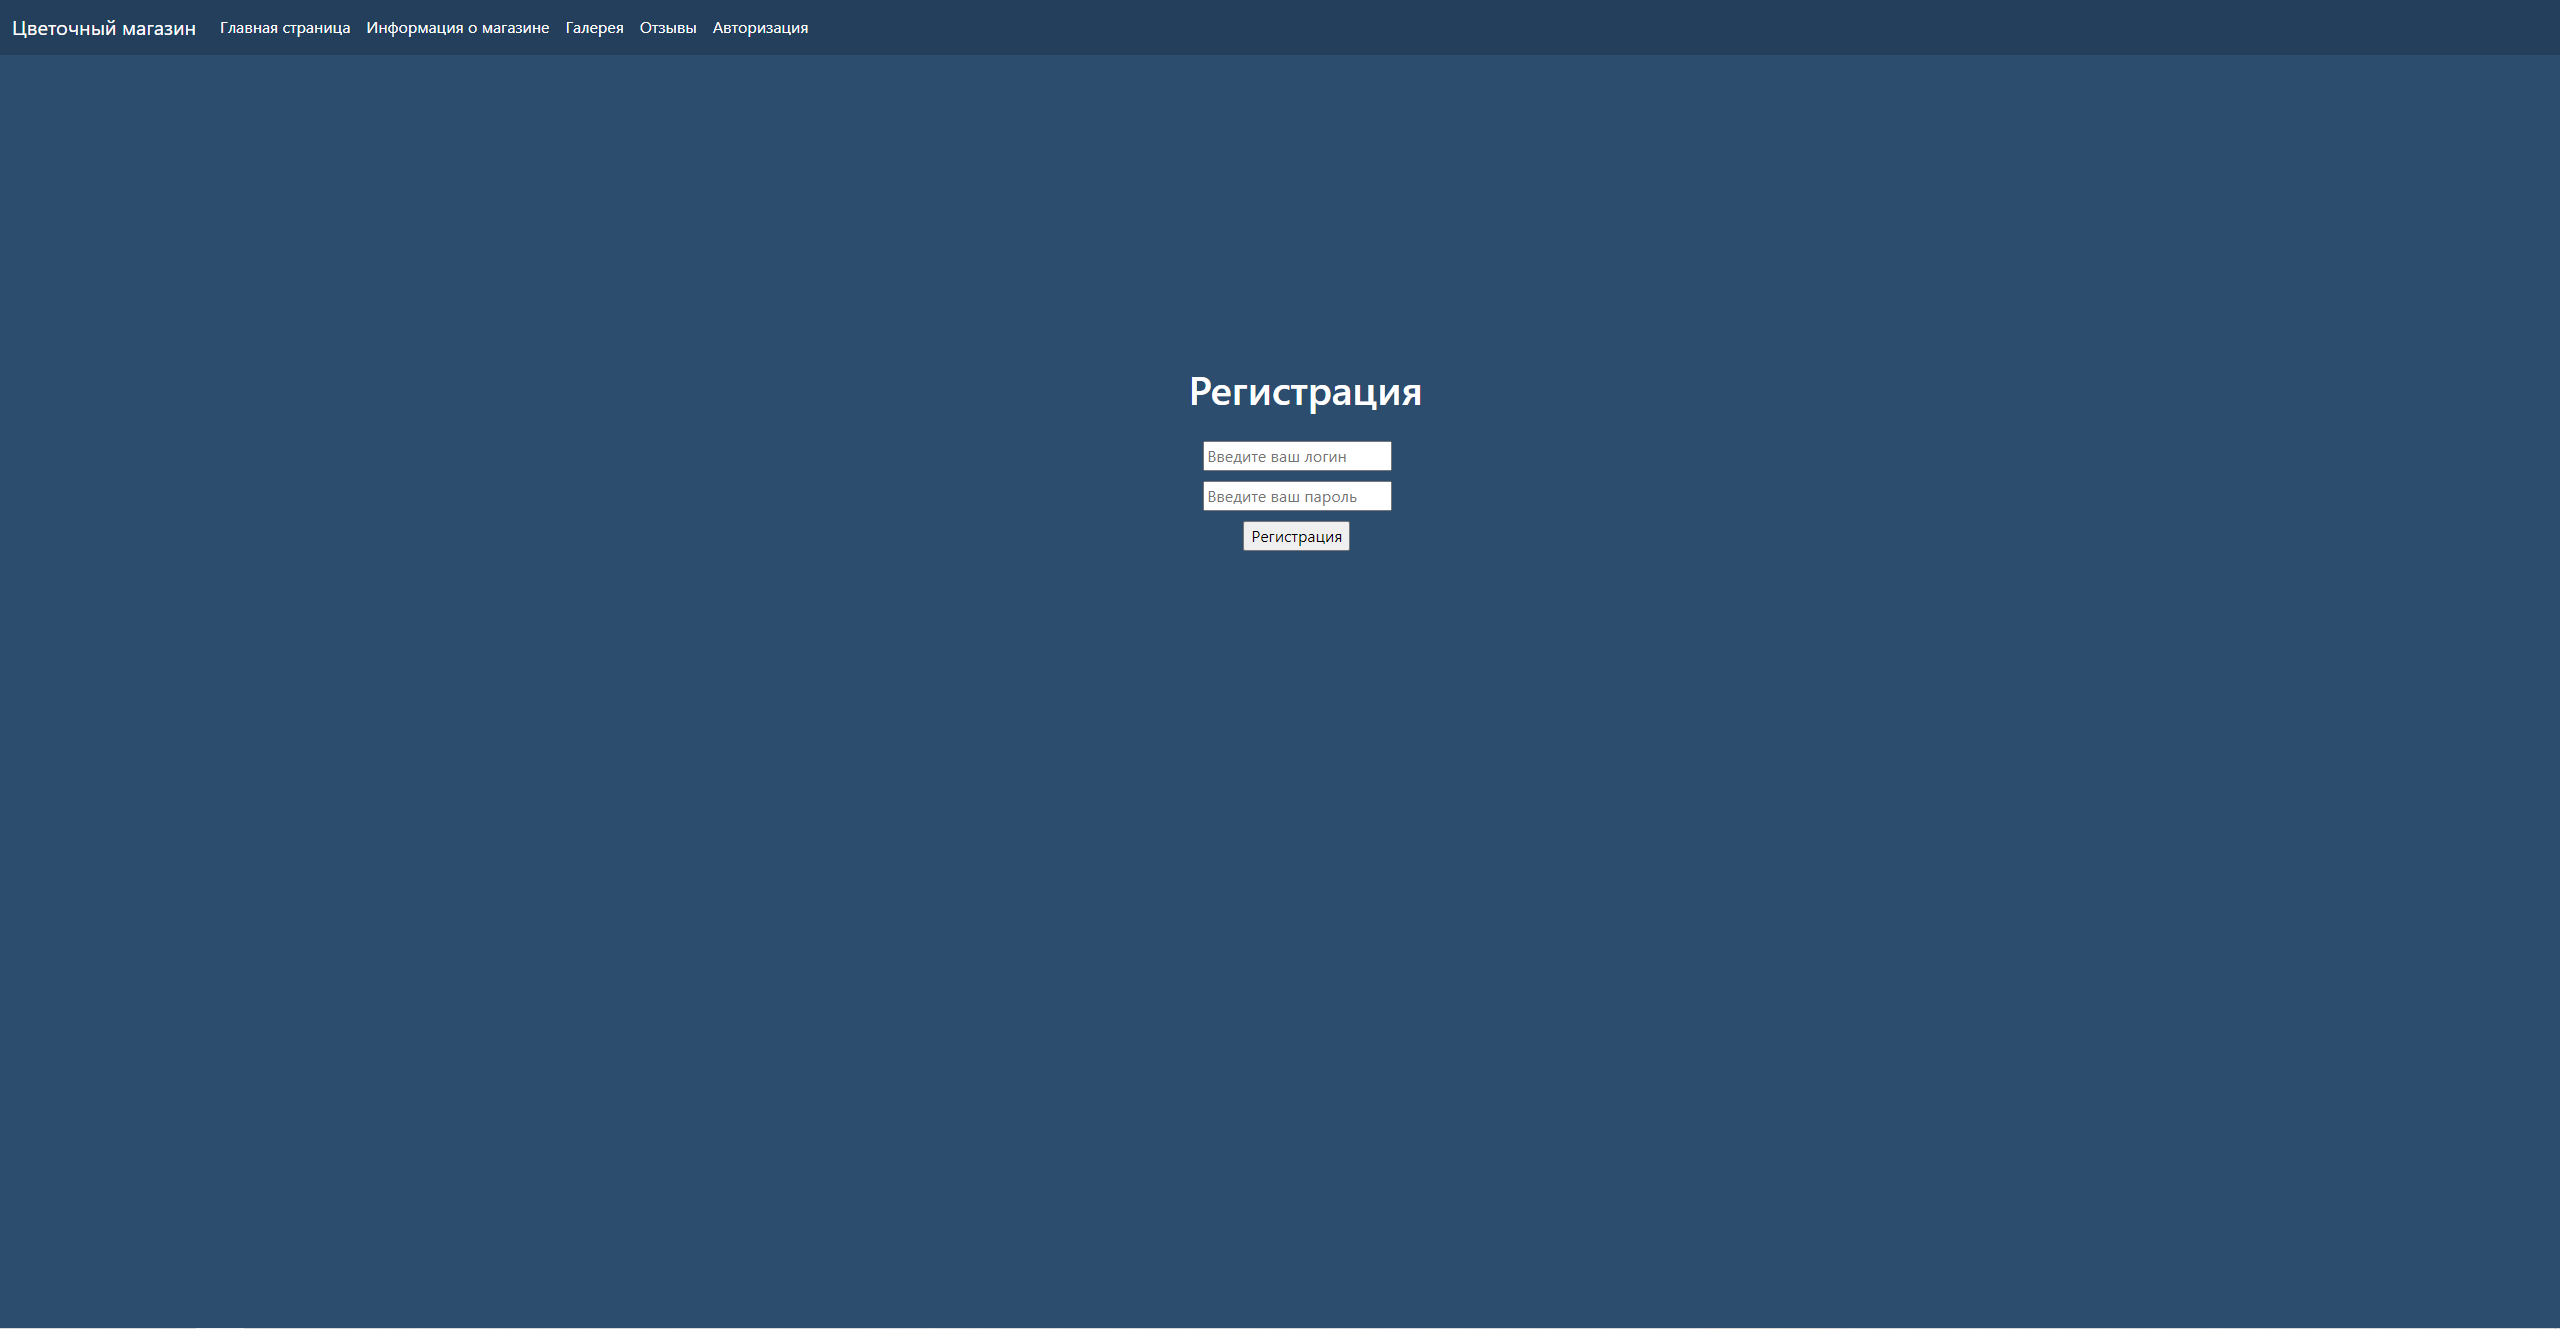 Цветочный магазин Главная страница Информация о магазине Галерея Отзывы Авторизация
Регистрация
Введите ваш логин
Введите ваш пароль
Регистрация